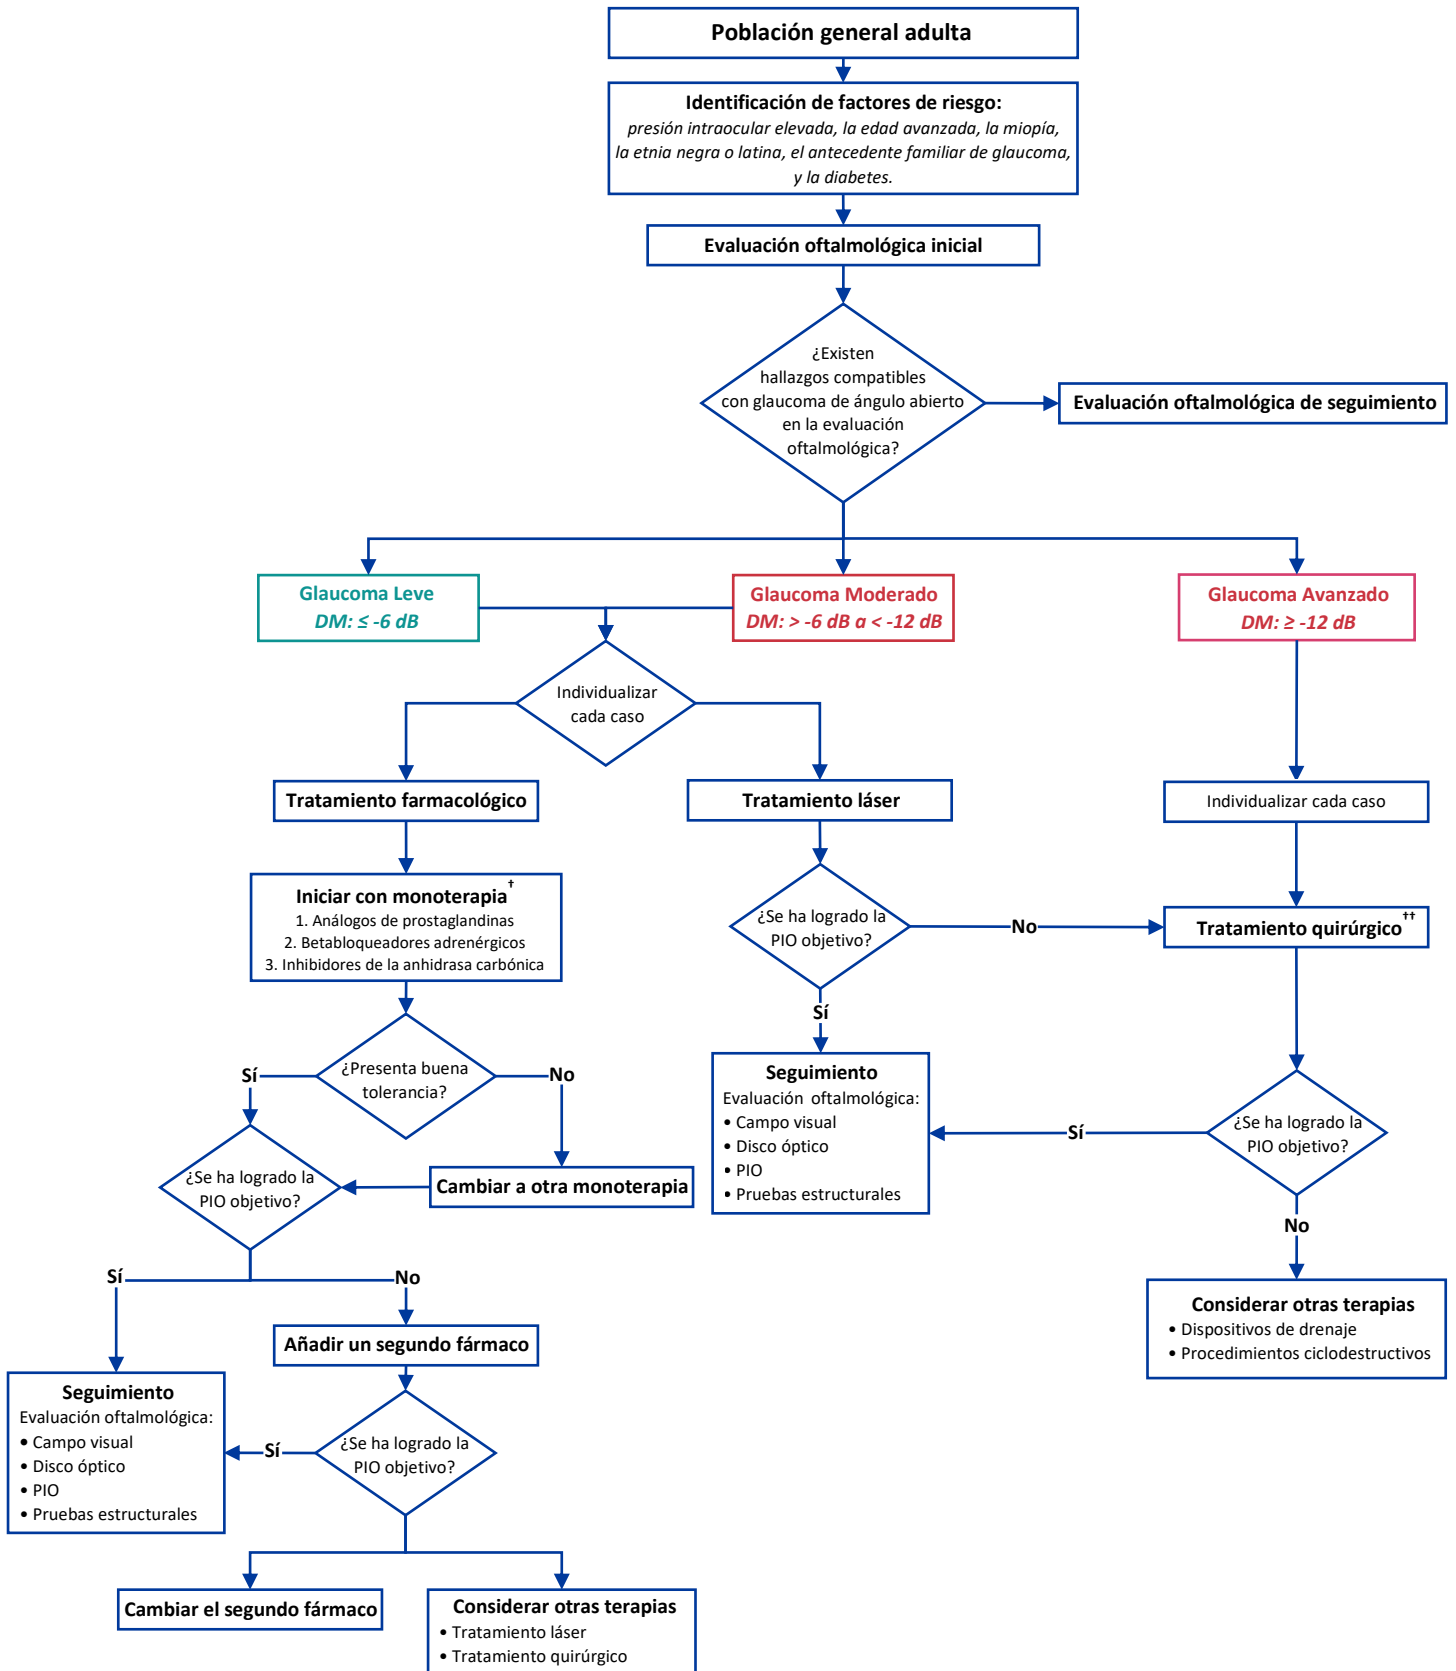 Población general adulta
Identificación de factores de riesgo:
presión intraocular elevada, la edad avanzada, la miopía,
la etnia negra o latina, el antecedente familiar de glaucoma,
y la diabetes.
Evaluación oftalmológica inicial
¿Existen
hallazgos compatibles
con glaucoma de ángulo abierto
en la evaluación
oftalmológica?
Evaluación oftalmológica de seguimiento
Glaucoma Leve
DM: ≤ -6 dB
Glaucoma Moderado
DM: > -6 dB a < -12 dB
Glaucoma Avanzado
DM: ≥ -12 dB
Individualizar
cada caso
Tratamiento farmacológico
Tratamiento láser
Individualizar cada caso
Iniciar con monoterapia†
1. Análogos de prostaglandinas
2. Betabloqueadores adrenérgicos
3. Inhibidores de la anhidrasa carbónica
¿Se ha logrado la
PIO objetivo?
No
Tratamiento quirúrgico††
Sí
¿Presenta buena
tolerancia?
Sí
No
Seguimiento
Evaluación oftalmológica:
• Campo visual
• Disco óptico
• PIO
• Pruebas estructurales
Sí
¿Se ha logrado la
PIO objetivo?
¿Se ha logrado la
PIO objetivo?
Cambiar a otra monoterapia
No
Sí
No
Considerar otras terapias
• Dispositivos de drenaje
• Procedimientos ciclodestructivos
Añadir un segundo fármaco
Seguimiento
Evaluación oftalmológica:
• Campo visual
• Disco óptico
• PIO
• Pruebas estructurales
Sí
¿Se ha logrado la
PIO objetivo?
Cambiar el segundo fármaco
Considerar otras terapias
• Tratamiento láser
• Tratamiento quirúrgico